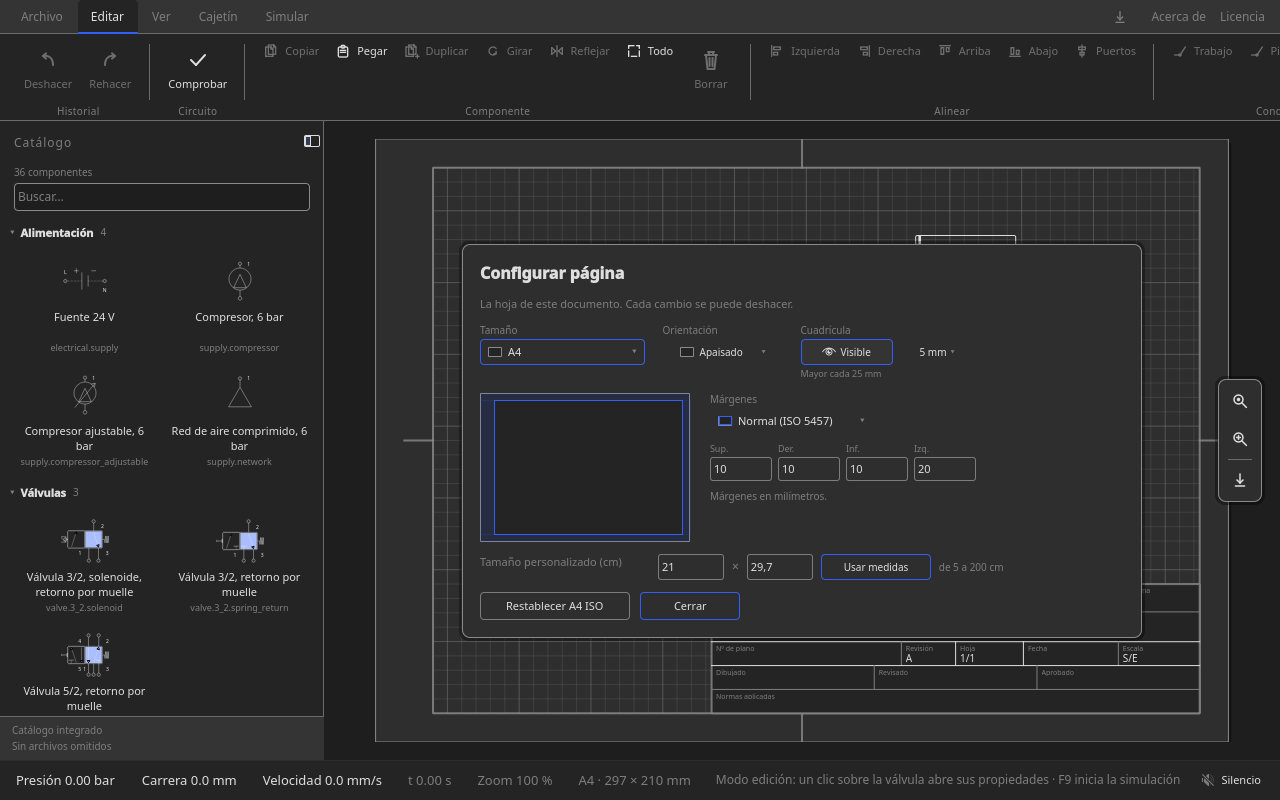 Archivo Editar Ver Cajetín Simular Acerca de Licencia
Copiar Pegar Duplicar Girar Reflejar Todo Izquierda Derecha Arriba Abajo Puertos Trabajo
Deshacer Rehacer Comprobar Borrar
Historial Circuito Componente Alinear
Catálogo
36 componentes
Buscar...
Alimentación 4
Fuente 24 V Compresor, 6 bar
electrical.supply supply.compressor
Compresor ajustable, 6 bar Red de aire comprimido, 6 bar
supply.compressor_adjustable supply.network
Válvulas 3
Válvula 3/2, solenoide, retorno por muelle Válvula 3/2, retorno por muelle
valve.3_2.solenoid valve.3_2.spring_return
Válvula 5/2, retorno por muelle
Catálogo integrado
Sin archivos omitidos
Configurar página
La hoja de este documento. Cada cambio se puede deshacer.
Tamaño Orientación Cuadrícula
A4 Apaisado Visible 5 mm
Mayor cada 25 mm
Márgenes
Normal (ISO 5457)
Sup. Der. Inf. Izq.
10 10 10 20
Márgenes en milímetros.
Tamaño personalizado (cm) 21 × 29,7 Usar medidas de 5 a 200 cm
Restablecer A4 ISO Cerrar
Nº de plano Revisión Hoja Fecha Escala
A 1/1 S/E
Dibujado Revisado Aprobado
Normas aplicadas
Presión 0.00 bar Carrera 0.0 mm Velocidad 0.0 mm/s t 0.00 s Zoom 100 % A4 · 297 × 210 mm Modo edición: un clic sobre la válvula abre sus propiedades · F9 inicia la simulación Silencio